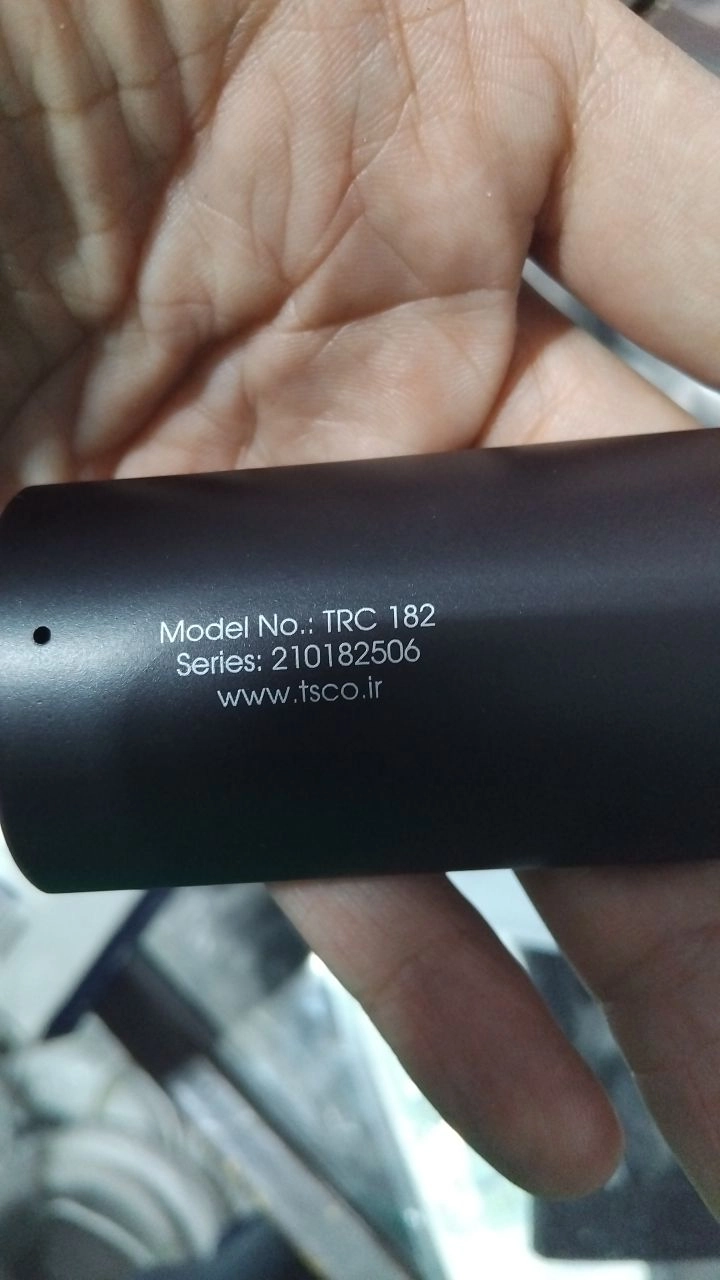 Model No.: TRC 182
Series: 210182506
www.tsco.ir